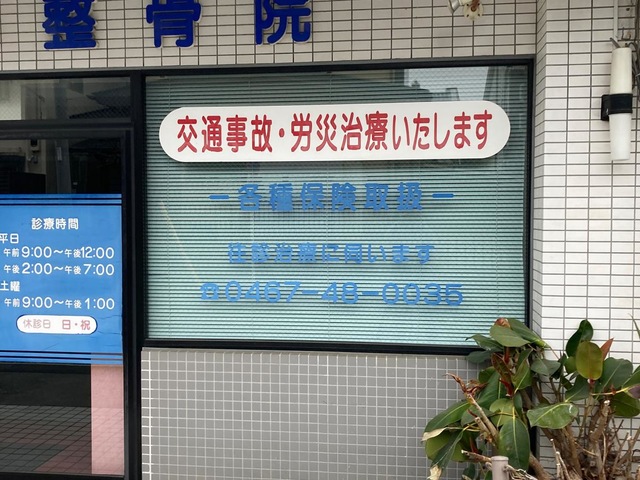 整骨院
交通事故・労災治療いたします
ー各種保険取扱ー
往診治療に伺います
☎0467-48-0035
診療時間
平日
午前9:00～午後12:00
午後2:00～午後7:00
土曜
午前9:00～午後1:00
休診日 日・祝